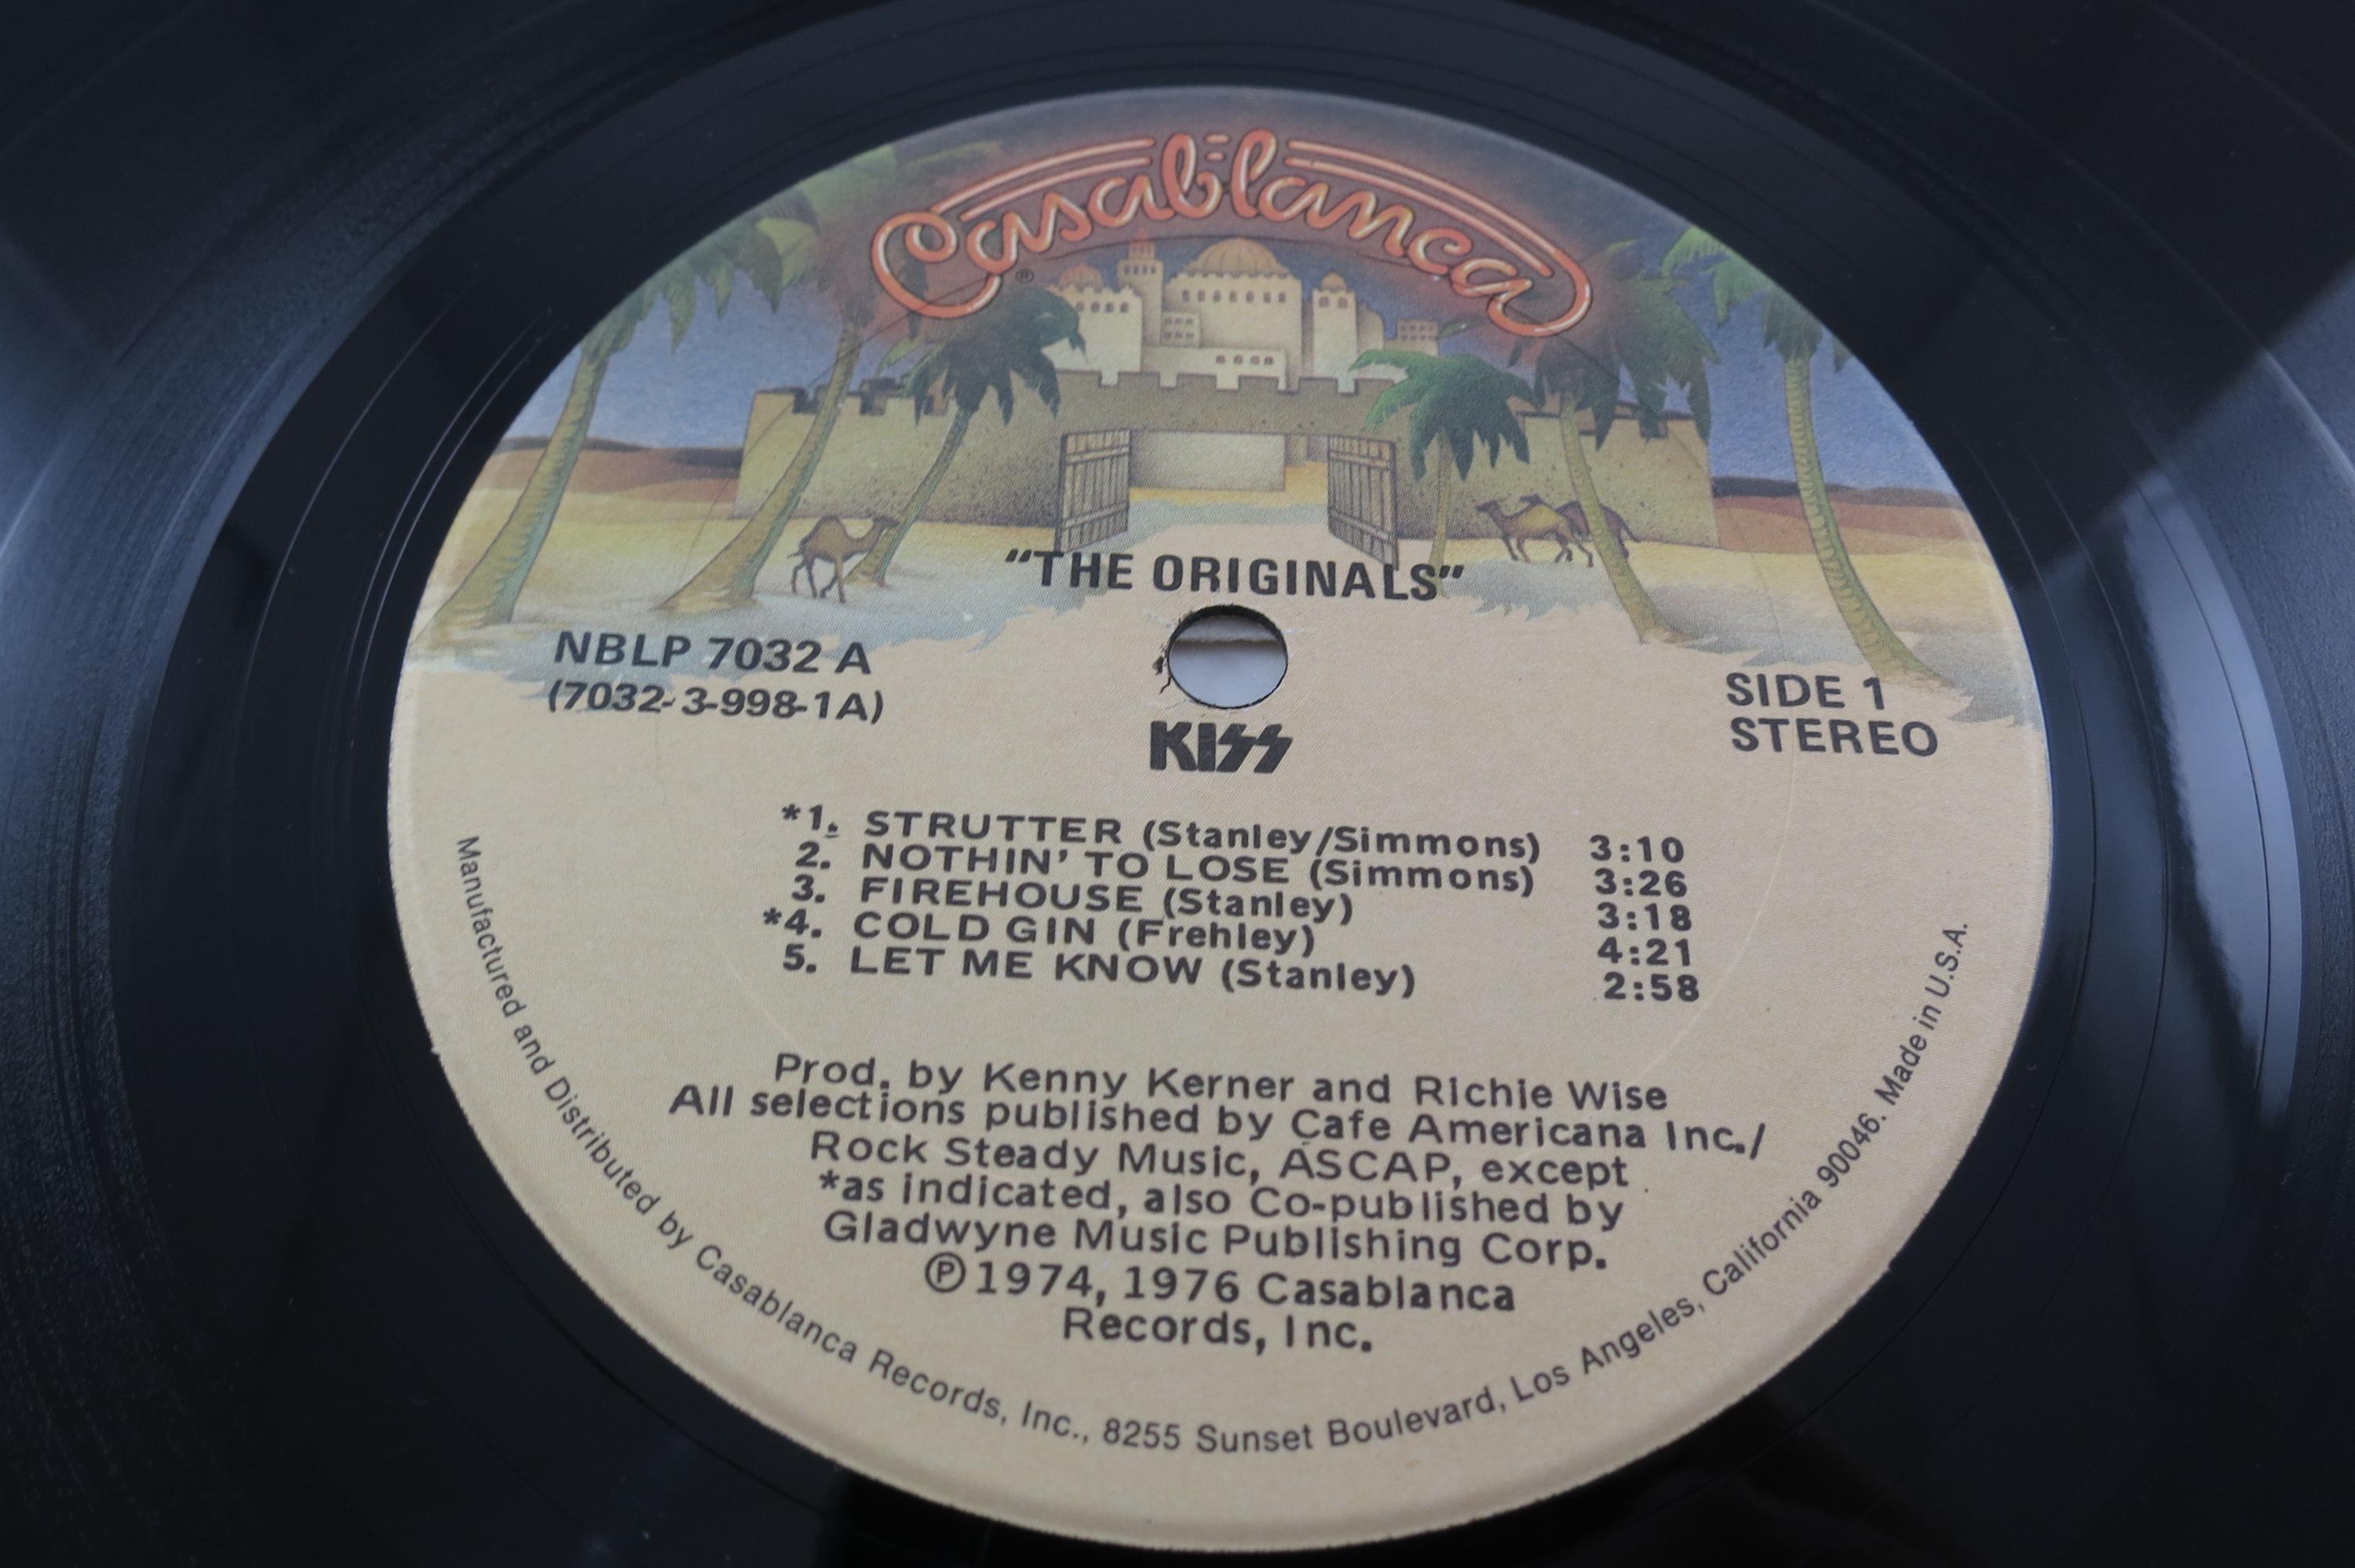 Casablanca
®
"THE ORIGINALS"
NBLP 7032 A
(7032-3-998-1A)
SIDE 1
STEREO
KISS
*1. STRUTTER (Stanley/Simmons) 3:10
2. NOTHIN' TO LOSE (Simmons) 3:26
3. FIREHOUSE (Stanley) 3:18
*4. COLD GIN (Frehley) 4:21
5. LET ME KNOW (Stanley) 2:58
Prod. by Kenny Kerner and Richie Wise
All selections published by Cafe Americana Inc./
Rock Steady Music, ASCAP, except
*as indicated, also Co-published by
Gladwyne Music Publishing Corp.
Ⓟ1974, 1976 Casablanca
Records, Inc.
Manufactured and Distributed by Casablanca Records, Inc., 8255 Sunset Boulevard, Los Angeles, California 90046. Made in U.S.A.